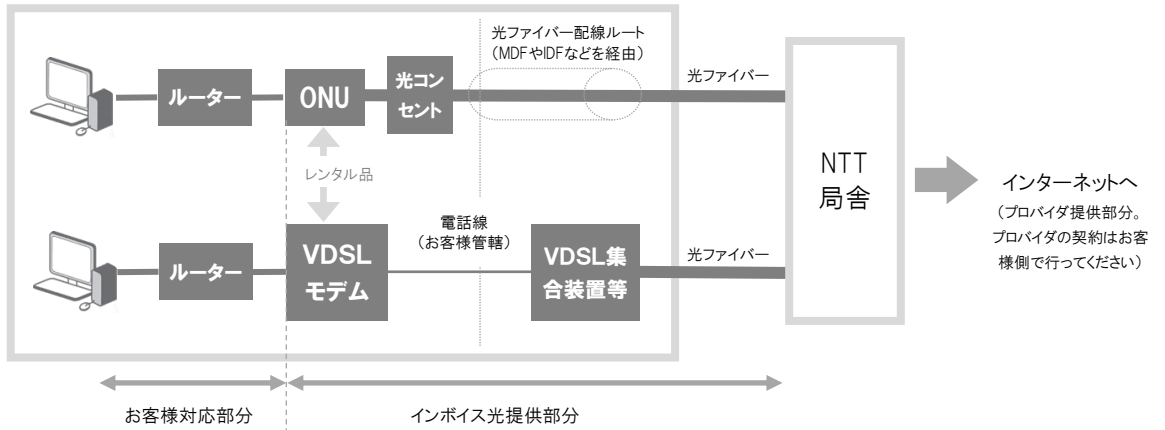 光ファイバー配線ルート
（MDFやIDFなどを経由）
光ファイバー
ルーター
ONU
光コン
セント
レンタル品
NTT
局舎
インターネットへ
（プロバイダ提供部分。
プロバイダの契約はお客
様側で行ってください）
電話線
（お客様管轄）
光ファイバー
ルーター
VDSL
モデム
VDSL集
合装置等
お客様対応部分
インボイス光提供部分